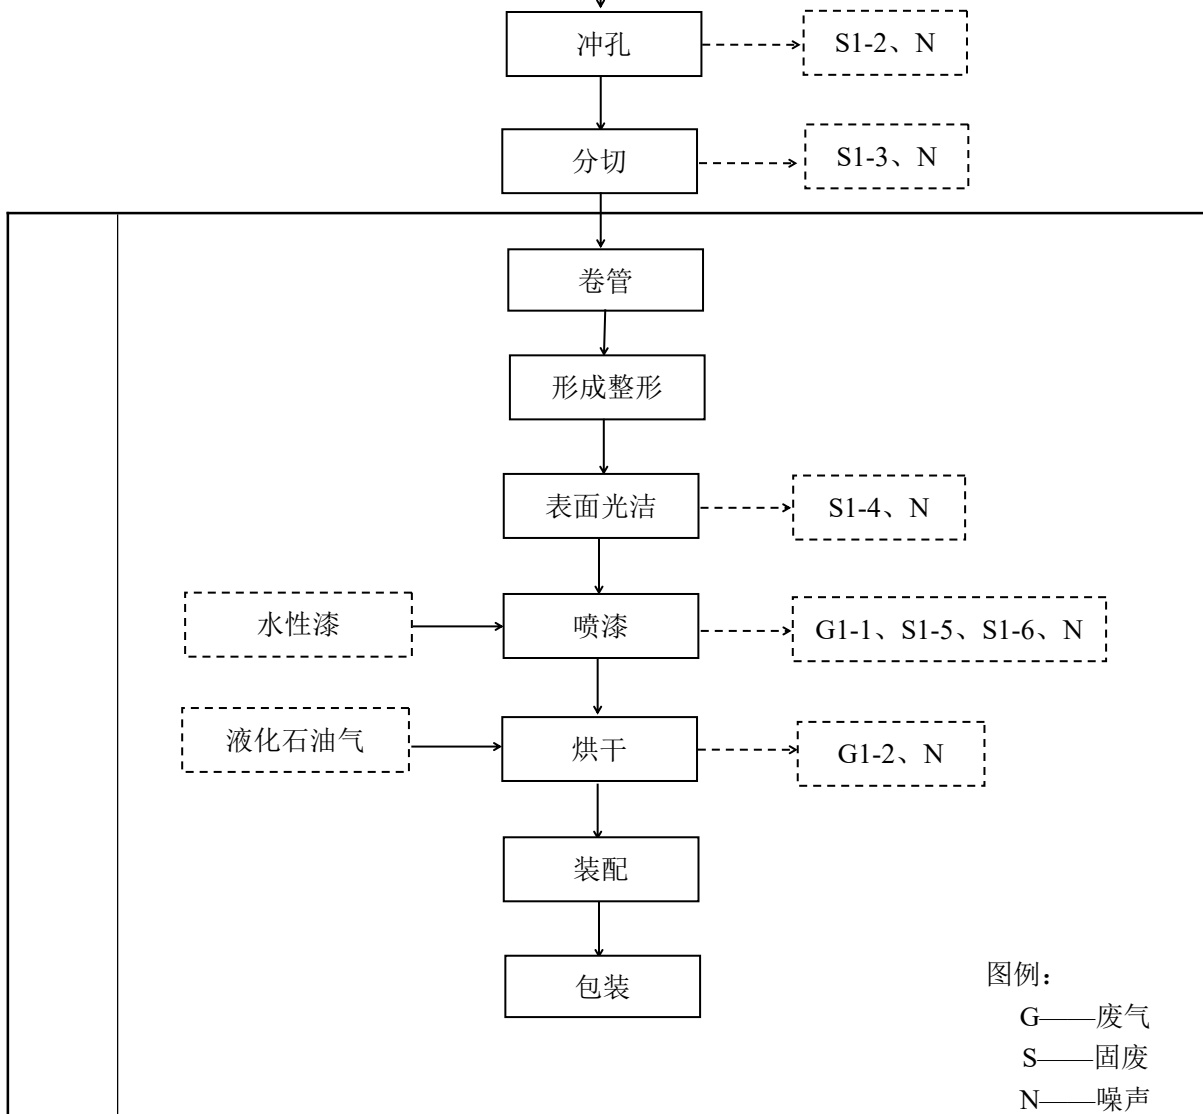 冲孔
S1-2、N
分切
S1-3、N
卷管
形成整形
表面光洁
S1-4、N
水性漆
喷漆
G1-1、S1-5、S1-6、N
液化石油气
烘干
G1-2、N
装配
包装
图例：
G——废气
S——固废
N——噪声